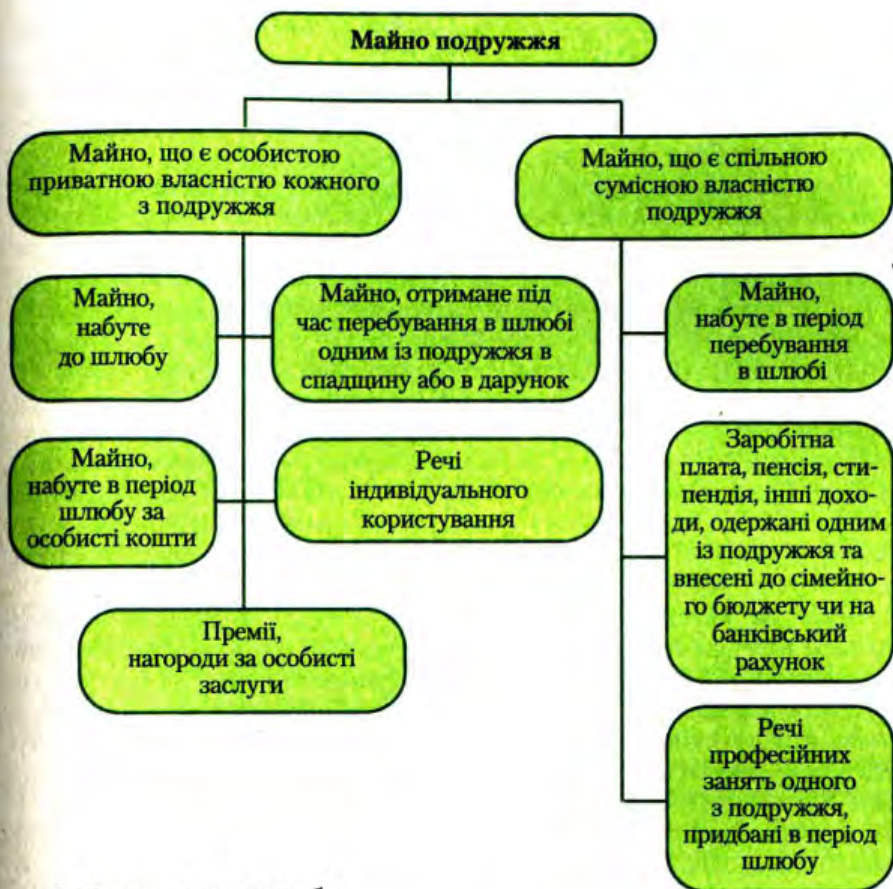 Майно подружжя
Майно, що є особистою
приватною власністю кожного
з подружжя
Майно, що є спільною
сумісною власністю
подружжя
Майно,
набуте
до шлюбу
Майно, отримане під
час перебування в шлюбі
одним із подружжя в
спадщину або в дарунок
Майно,
набуте в період
шлюбу за
особисті кошти
Речі
індивідуального
користування
Премії,
нагороди за особисті
заслуги
Майно,
набуте в період
перебування
в шлюбі
Заробітна
плата, пенсія, сти-
пендія, інші дохо-
ди, одержані одним
із подружжя та
внесені до сімейно-
го бюджету чи на
банківський
рахунок
Речі
професійних
занять одного
з подружжя,
придбані в період
шлюбу